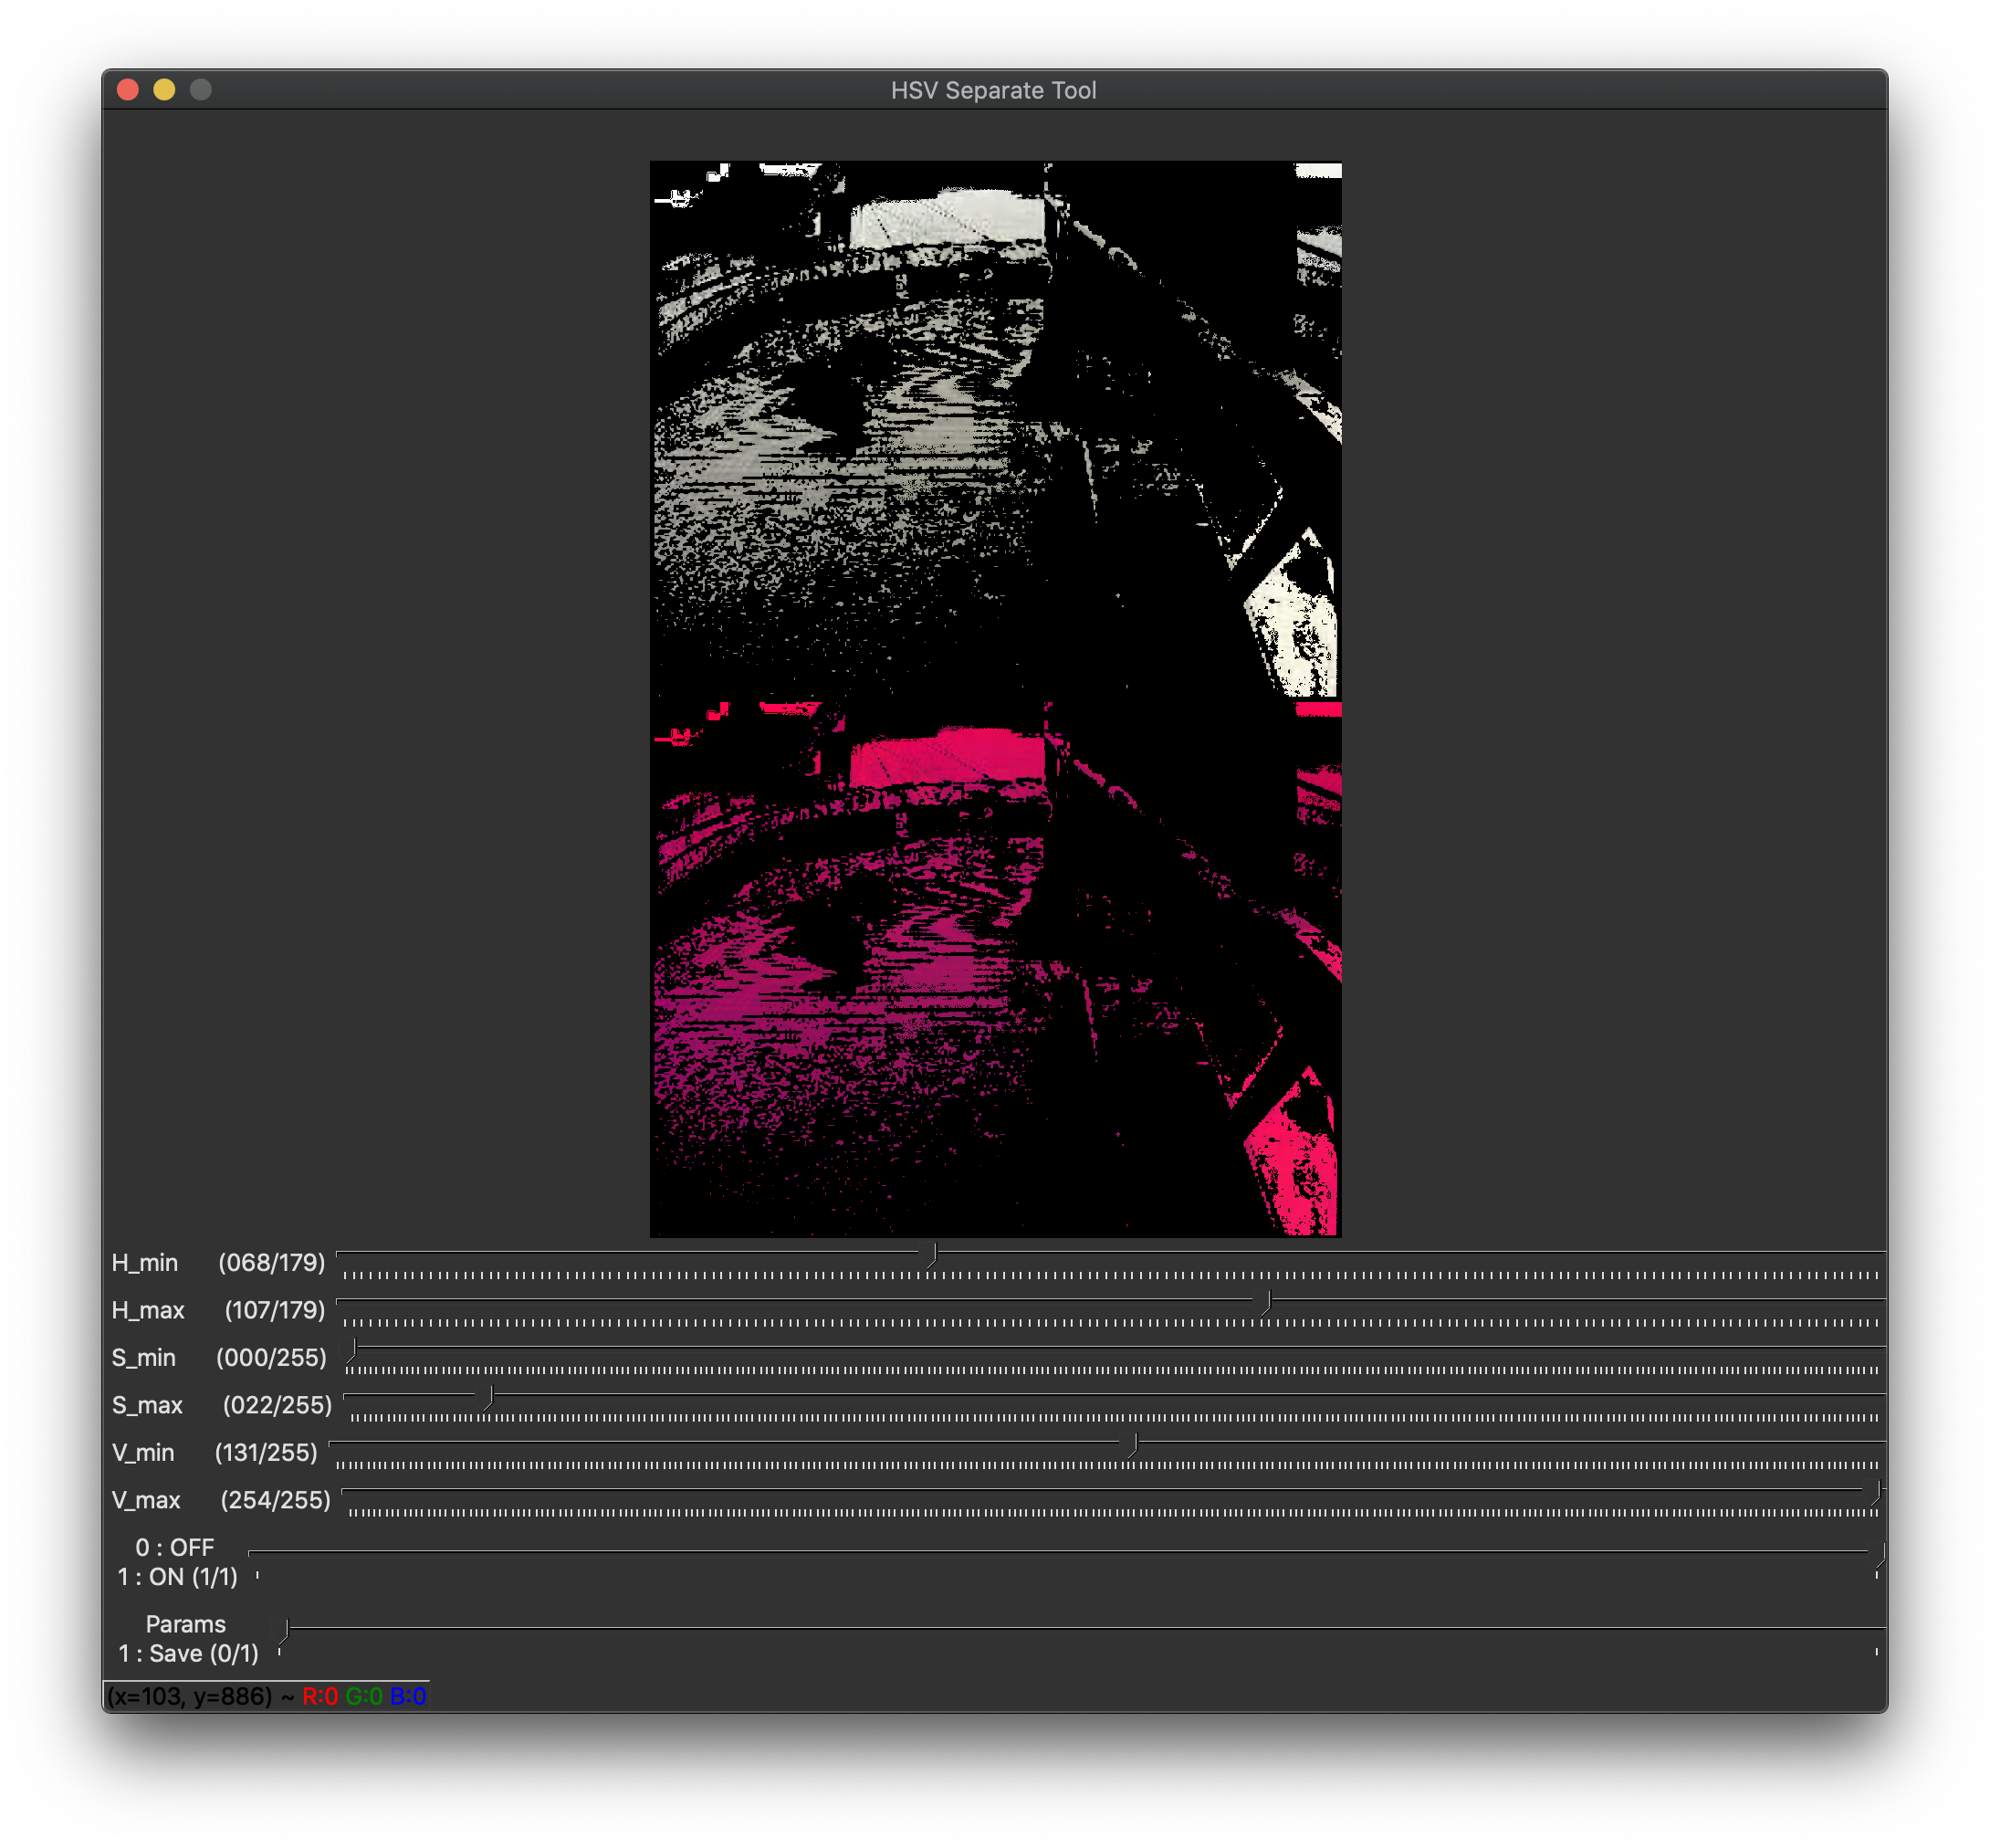 HSV Separate Tool
H_min (068/179)
H_max (107/179)
S_min (000/255)
S_max (022/255)
V_min (131/255)
V_max (254/255)
0 : OFF
1 : ON (1/1)
Params
1 : Save (0/1)
(x=103, y=886) ~ R:0 G:0 B:0